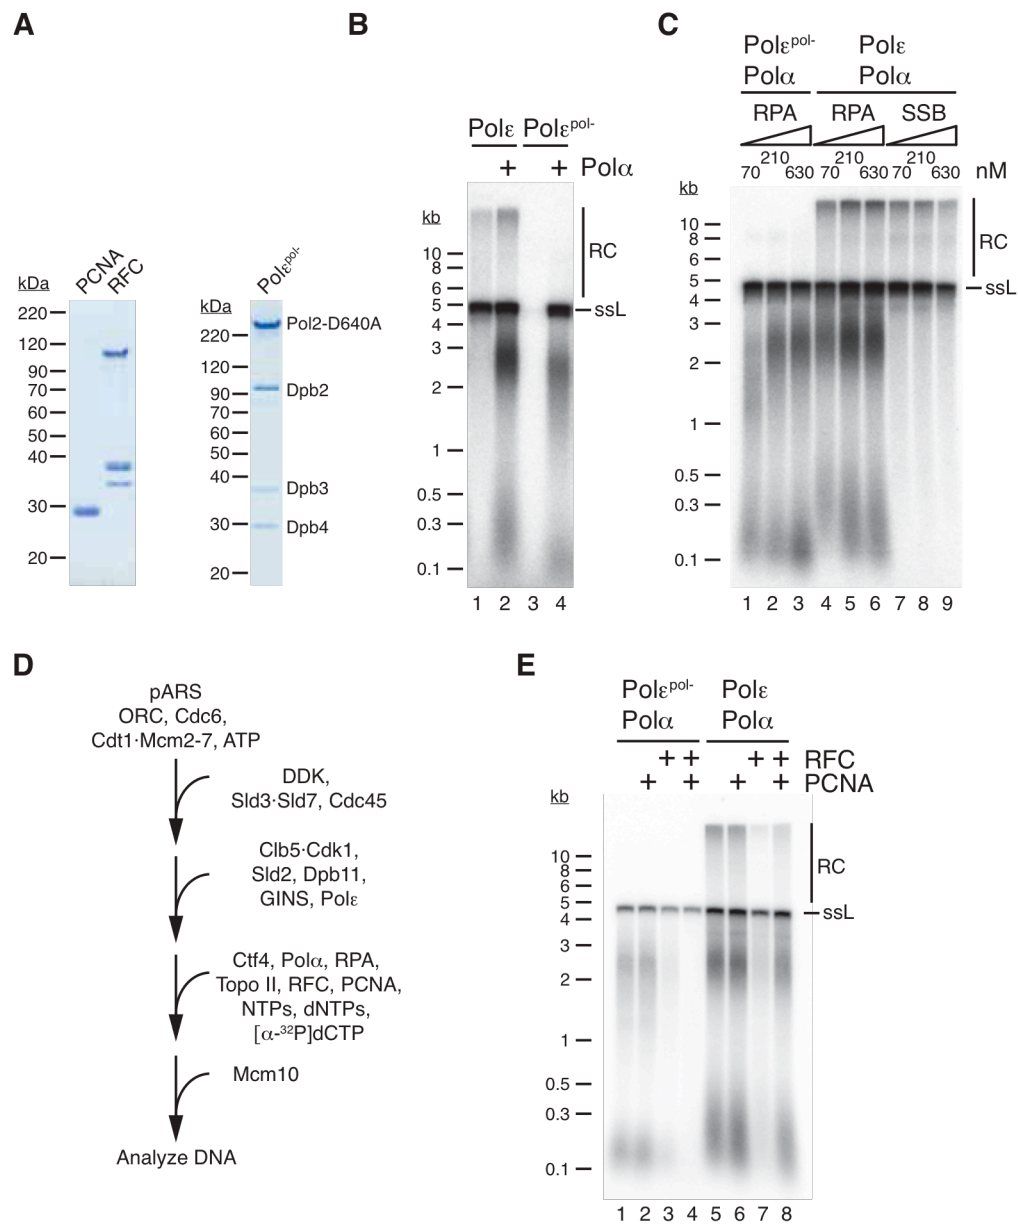 A
kDa
PCNA
RFC
220
120
90
70
60
50
40
30
20
kDa
Polεpol-
220
120
90
70
60
50
40
30
20
Pol2-D640A
Dpb2
Dpb3
Dpb4
B
Polε Polεpol-
+ + Polα
kb
10
8
6
5
4
3
2
1
0.5
0.3
0.1
RC
ssL
1 2 3 4
C
Polεpol- Polε
Polα Polα
RPA RPA SSB
70 210 630 70 210 630 70 210 630 nM
kb
10
8
6
5
4
3
2
1
0.5
0.3
0.1
RC
ssL
1 2 3 4 5 6 7 8 9
D
pARS
ORC, Cdc6,
Cdt1·Mcm2-7, ATP
DDK,
Sld3·Sld7, Cdc45
Clb5·Cdk1,
Sld2, Dpb11,
GINS, Polε
Ctf4, Polα, RPA,
Topo II, RFC, PCNA,
NTPs, dNTPs,
[α-³²P]dCTP
Mcm10
Analyze DNA
E
Polεpol- Polε
Polα Polα
+ + + + RFC
+ + + + PCNA
kb
10
8
6
5
4
3
2
1
0.5
0.3
0.1
RC
ssL
1 2 3 4 5 6 7 8